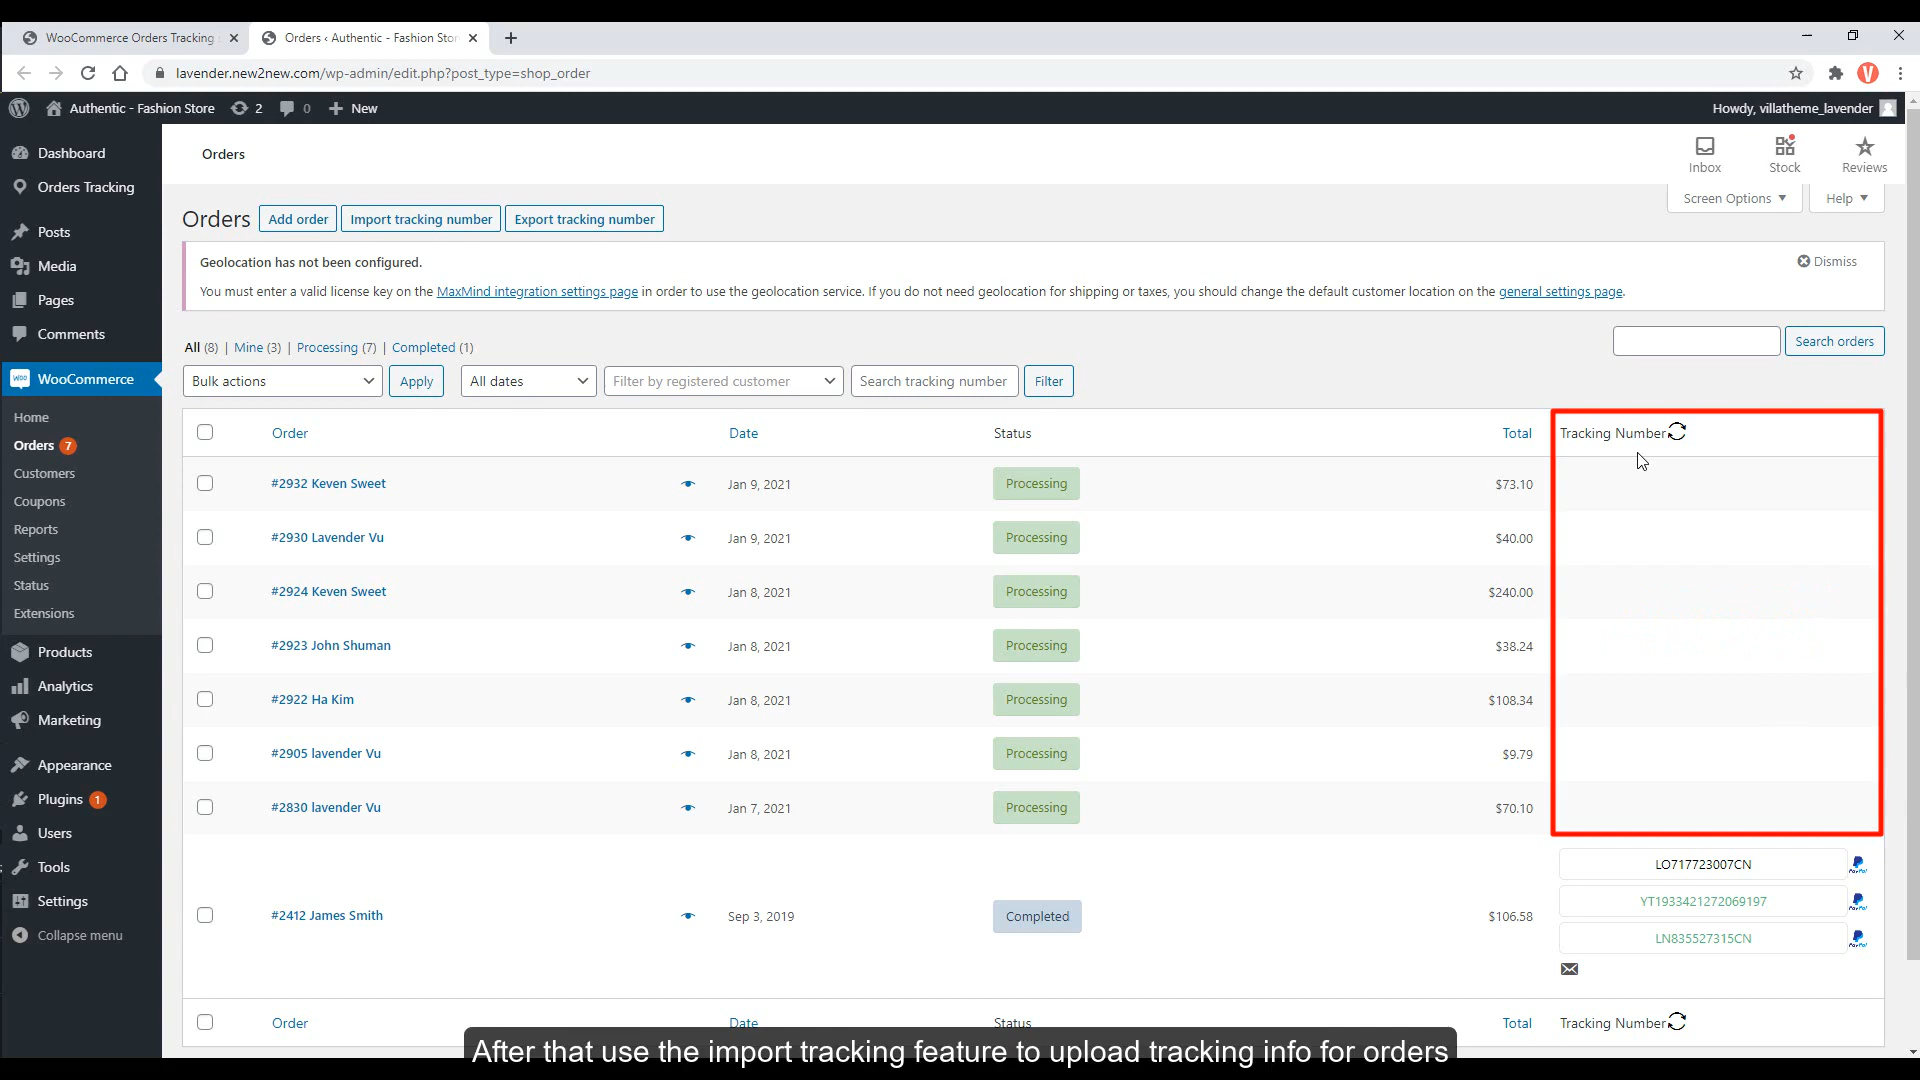 WooCommerce Orders Tracking
Orders ‹ Authentic - Fashion Stor
lavender.new2new.com/wp-admin/edit.php?post_type=shop_order
V
Authentic - Fashion Store 2 0 New
Howdy, villatheme_lavender
Dashboard
Orders Tracking
Posts
Media
Pages
Comments
WOO WooCommerce
Home
Orders 7
Customers
Coupons
Reports
Settings
Status
Extensions
Products
Analytics
Marketing
Appearance
Plugins 1
Users
Tools
Settings
Collapse menu
Orders
Inbox
Stock
Reviews
Screen Options
Help
Orders Add order Import tracking number Export tracking number
Geolocation has not been configured.
Dismiss
You must enter a valid license key on the MaxMind integration settings page in order to use the geolocation service. If you do not need geolocation for shipping or taxes, you should change the default customer location on the general settings page.
All (8) | Mine (3) | Processing (7) | Completed (1)
Search orders
Bulk actions Apply All dates Filter by registered customer Search tracking number Filter
Order Date Status Total Tracking Number
#2932 Keven Sweet Jan 9, 2021 Processing $73.10
#2930 Lavender Vu Jan 9, 2021 Processing $40.00
#2924 Keven Sweet Jan 8, 2021 Processing $240.00
#2923 John Shuman Jan 8, 2021 Processing $38.24
#2922 Ha Kim Jan 8, 2021 Processing $108.34
#2905 lavender Vu Jan 8, 2021 Processing $9.79
#2830 lavender Vu Jan 7, 2021 Processing $70.10
LO717723007CN PayPal
YT1933421272069197 PayPal
#2412 James Smith Sep 3, 2019 Completed $106.58
LN835527315CN PayPal
Order Date Status Total Tracking Number
After that use the import tracking feature to upload tracking info for orders